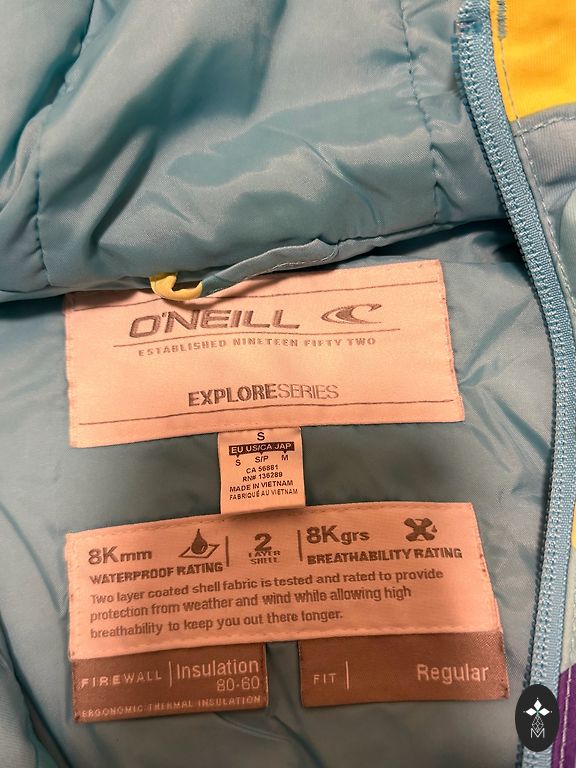 O'NEILL
ESTABLISHED NINETEEN FIFTY TWO
EXPLORESERIES
S
EU US/CA JAP
S S/P M
CA 56881
RN# 136289
MADE IN VIETNAM
FABRIQUÉ AU VIETNAM
8Kmm
WATERPROOF RATING
2
LAYER
SHELL
8Kgrs
BREATHABILITY RATING
Two layer coated shell fabric is tested and rated to provide
protection from weather and wind while allowing high
breathability to keep you out there longer.
FIREWALL Insulation
80-60
ERGONOMIC THERMAL INSULATION
FIT Regular
M